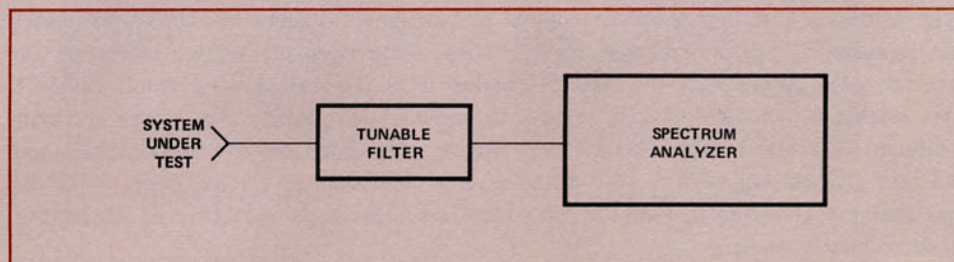 SYSTEM
UNDER
TEST
TUNABLE
FILTER
SPECTRUM
ANALYZER